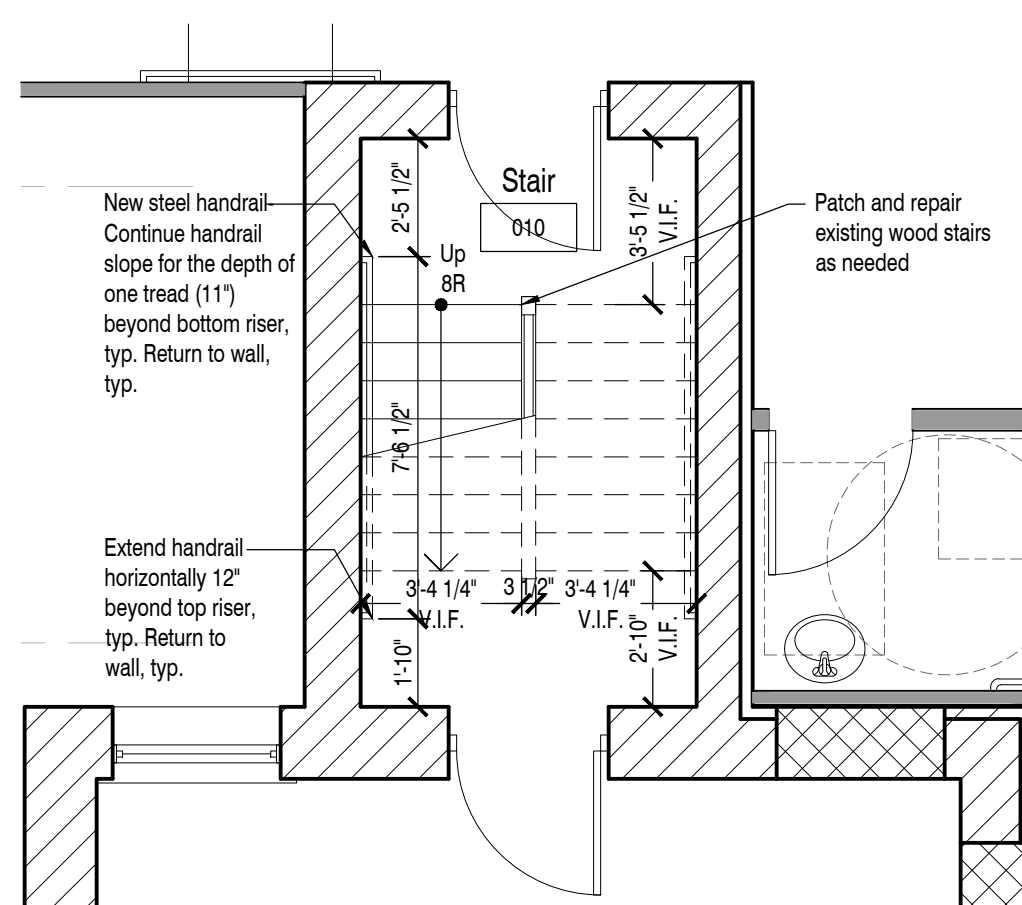 Stair
010
Up
8R
2'-5 1/2"
3'-5 1/2"
V.I.F.
New steel handrail-
Continue handrail
slope for the depth of
one tread (11")
beyond bottom riser,
typ. Return to wall,
typ.
Patch and repair
existing wood stairs
as needed
7'-6 1/2"
Extend handrail
horizontally 12"
beyond top riser,
typ. Return to
wall, typ.
3'-4 1/4"
V.I.F.
3 1/2"
3'-4 1/4"
V.I.F.
1'-10"
2'-10"
V.I.F.